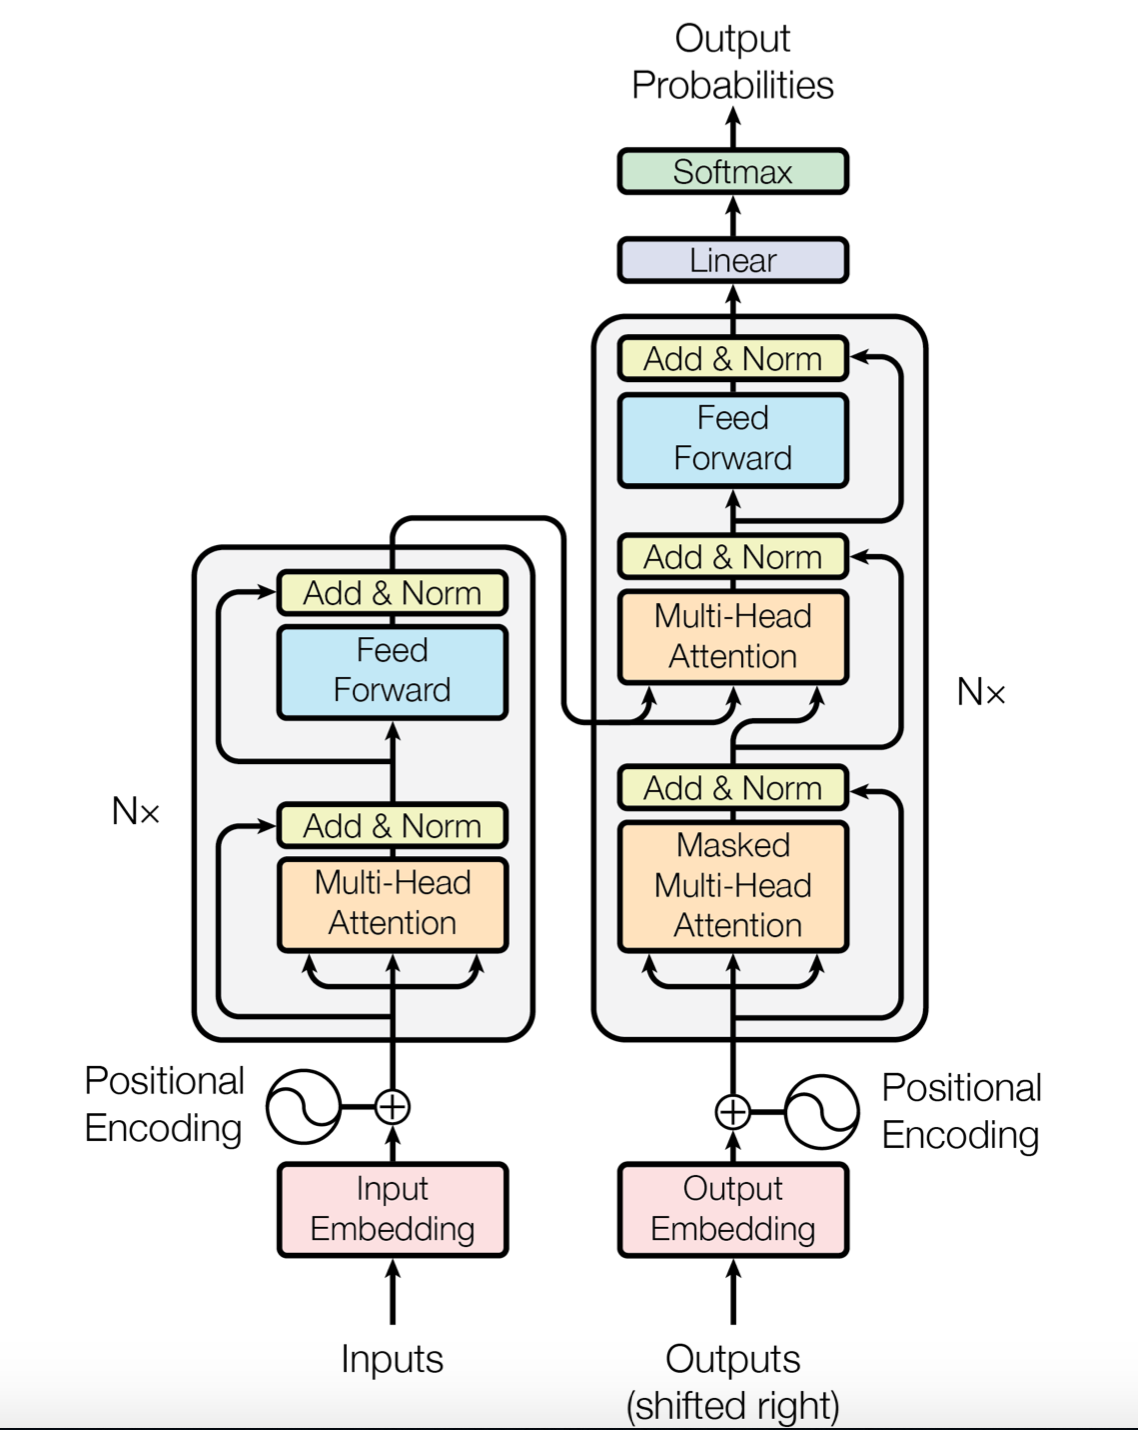 Output
Probabilities
Softmax
Linear
Add & Norm
Feed
Forward
Add & Norm
Multi-Head
Attention
Nx
Add & Norm
Masked
Multi-Head
Attention
Add & Norm
Feed
Forward
Nx
Add & Norm
Multi-Head
Attention
Positional
Encoding
Positional
Encoding
Input
Embedding
Output
Embedding
Inputs
Outputs
(shifted right)